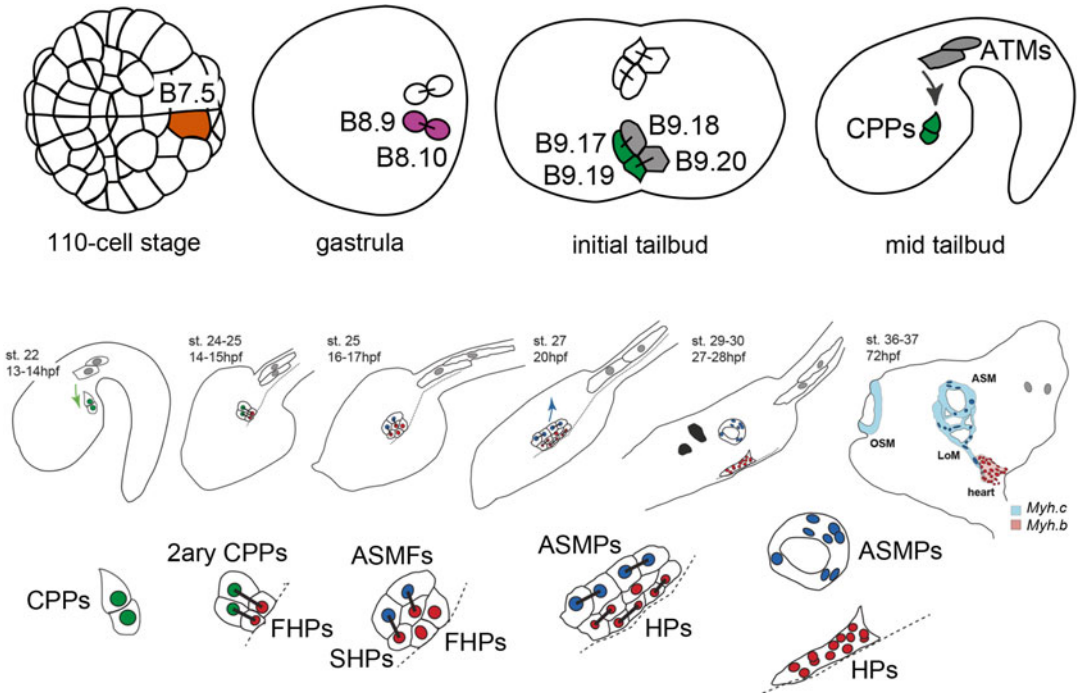 B7.5
110-cell stage
B8.9
B8.10
gastrula
B9.17
B9.18
B9.19
B9.20
initial tailbud
ATMs
CPPs
mid tailbud
st. 22
13-14hpf
st. 24-25
14-15hpf
st. 25
16-17hpf
st. 27
20hpf
st. 29-30
27-28hpf
st. 36-37
72hpf
ASM
OSM
LoM
heart
Myh.c
Myh.b
CPPs
2ary CPPs
FHPs
ASMFs
SHPs
FHPs
ASMPs
HPs
ASMPs
HPs